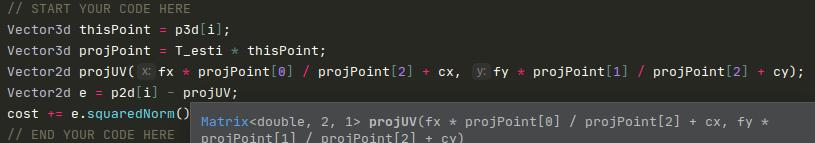 // START YOUR CODE HERE
Vector3d thisPoint = p3d[i];
Vector3d projPoint = T_esti * thisPoint;
Vector2d projUV( x: fx * projPoint[0] / projPoint[2] + cx, y: fy * projPoint[1] / projPoint[2] + cy);
Vector2d e = p2d[i] - projUV;
cost += e.squaredNorm()
Matrix<double, 2, 1> projUV(fx * projPoint[0] / projPoint[2] + cx, fy *
// END YOUR CODE HERE
projPoint[1] / projPoint[2] + cy)